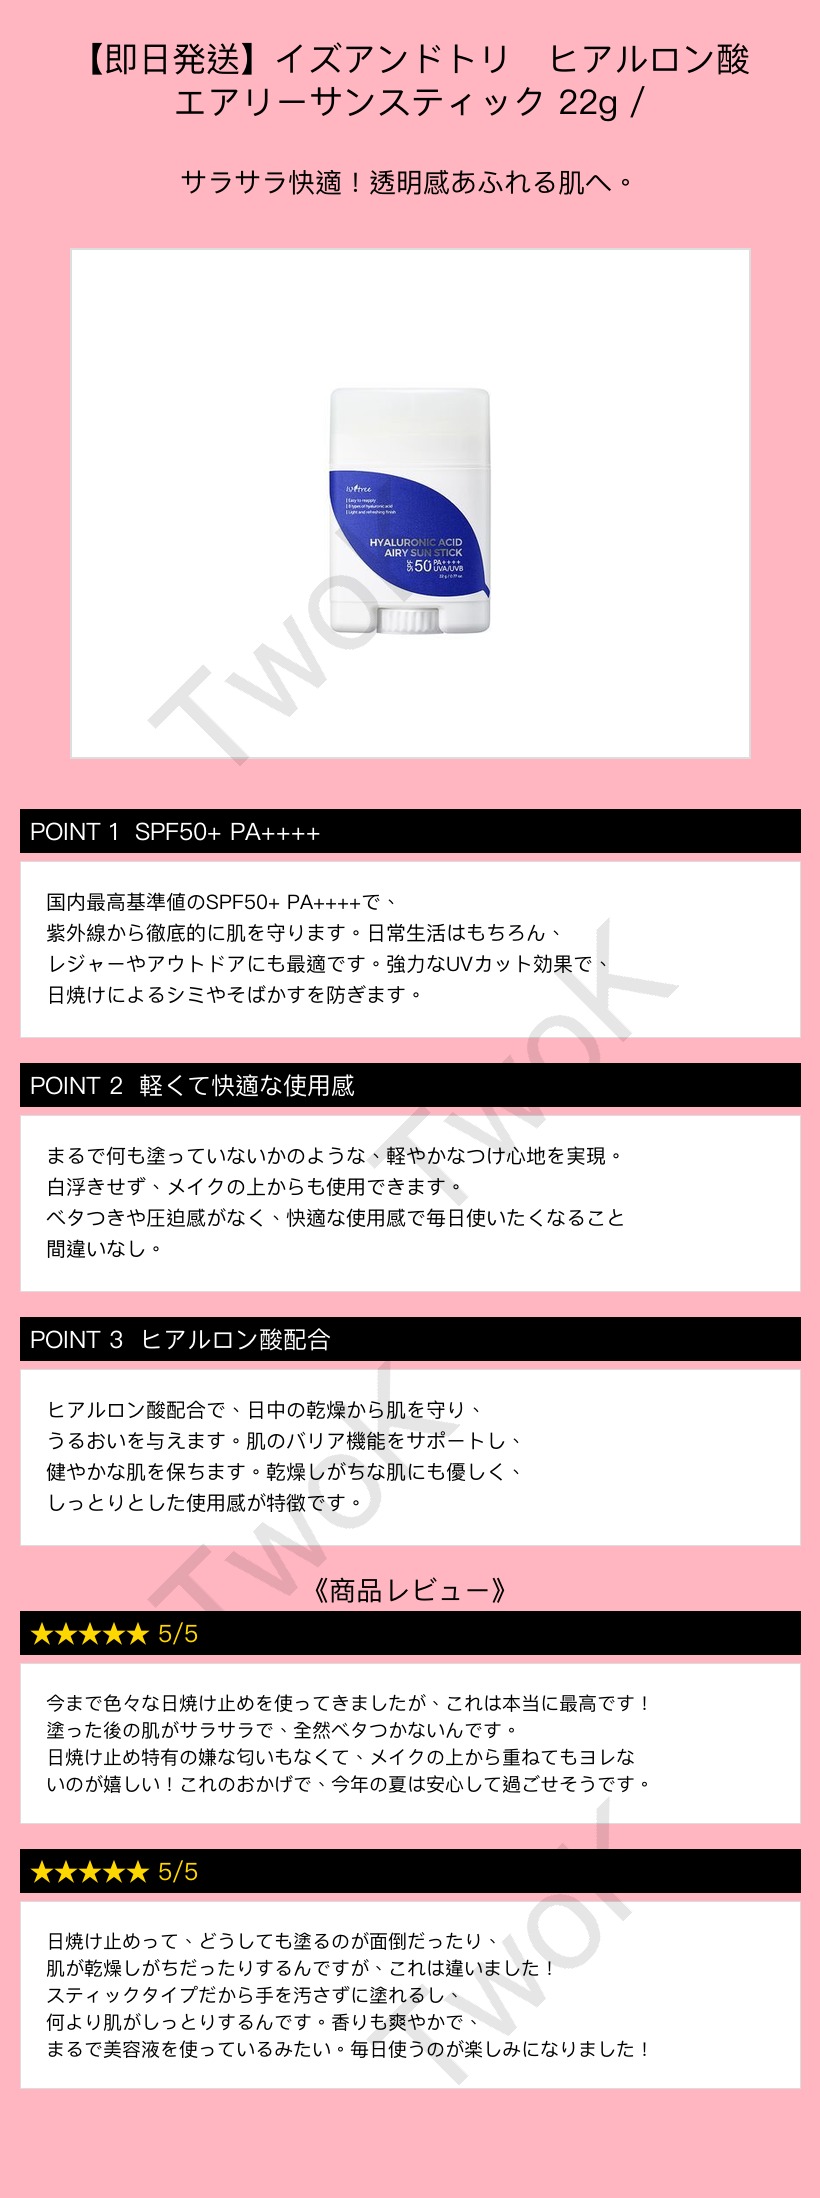 【即日発送】イズアンドトリ　ヒアルロン酸
エアリーサンスティック 22g /
サラサラ快適！透明感あふれる肌へ。
Isntree
Easy to reapply
8 types of hyaluronic acid
Light and refreshing finish
HYALURONIC ACID
AIRY SUN STICK
SPF 50+ PA++++
UVA/UVB
22 g / 0.77 oz
TwoK
POINT 1 SPF50+ PA++++
国内最高基準値のSPF50+ PA++++で、
紫外線から徹底的に肌を守ります。日常生活はもちろん、
レジャーやアウトドアにも最適です。強力なUVカット効果で、
日焼けによるシミやそばかすを防ぎます。
TwoK
POINT 2 軽くて快適な使用感
まるで何も塗っていないかのような、軽やかなつけ心地を実現。
白浮きせず、メイクの上からも使用できます。
ベタつきや圧迫感がなく、快適な使用感で毎日使いたくなること
間違いなし。
POINT 3 ヒアルロン酸配合
ヒアルロン酸配合で、日中の乾燥から肌を守り、
うるおいを与えます。肌のバリア機能をサポートし、
健やかな肌を保ちます。乾燥しがちな肌にも優しく、
しっとりとした使用感が特徴です。
TwoK
《商品レビュー》
★★★★★ 5/5
今まで色々な日焼け止めを使ってきましたが、これは本当に最高です！
塗った後の肌がサラサラで、全然ベタつかないんです。
日焼け止め特有の嫌な匂いもなくて、メイクの上から重ねてもヨレな
いのが嬉しい！これのおかげで、今年の夏は安心して過ごせそうです。
★★★★★ 5/5
日焼け止めって、どうしても塗るのが面倒だったり、
肌が乾燥しがちだったりするんですが、これは違いました！
スティックタイプだから手を汚さずに塗れるし、
何より肌がしっとりするんです。香りも爽やかで、
まるで美容液を使っているみたい。毎日使うのが楽しみになりました！
TwoK